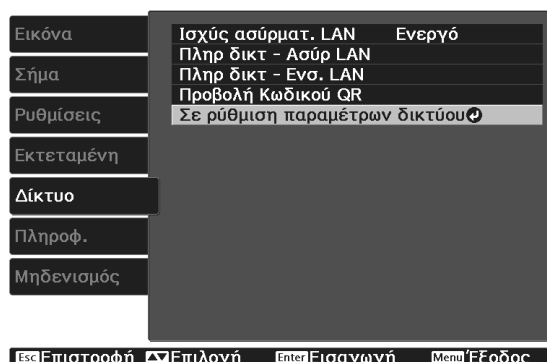 Εικόνα
Σήμα
Ρυθμίσεις
Εκτεταμένη
Δίκτυο
Πληροφ.
Μηδενισμός
Ισχύς ασύρματ. LAN Ενεργό
Πληρ δικτ - Ασύρ LAN
Πληρ δικτ - Ενσ. LAN
Προβολή Κωδικού QR
Σε ρύθμιση παραμέτρων δικτύου
Esc Επιστροφή Επιλογή Enter Εισαγωγή Menu Έξοδος